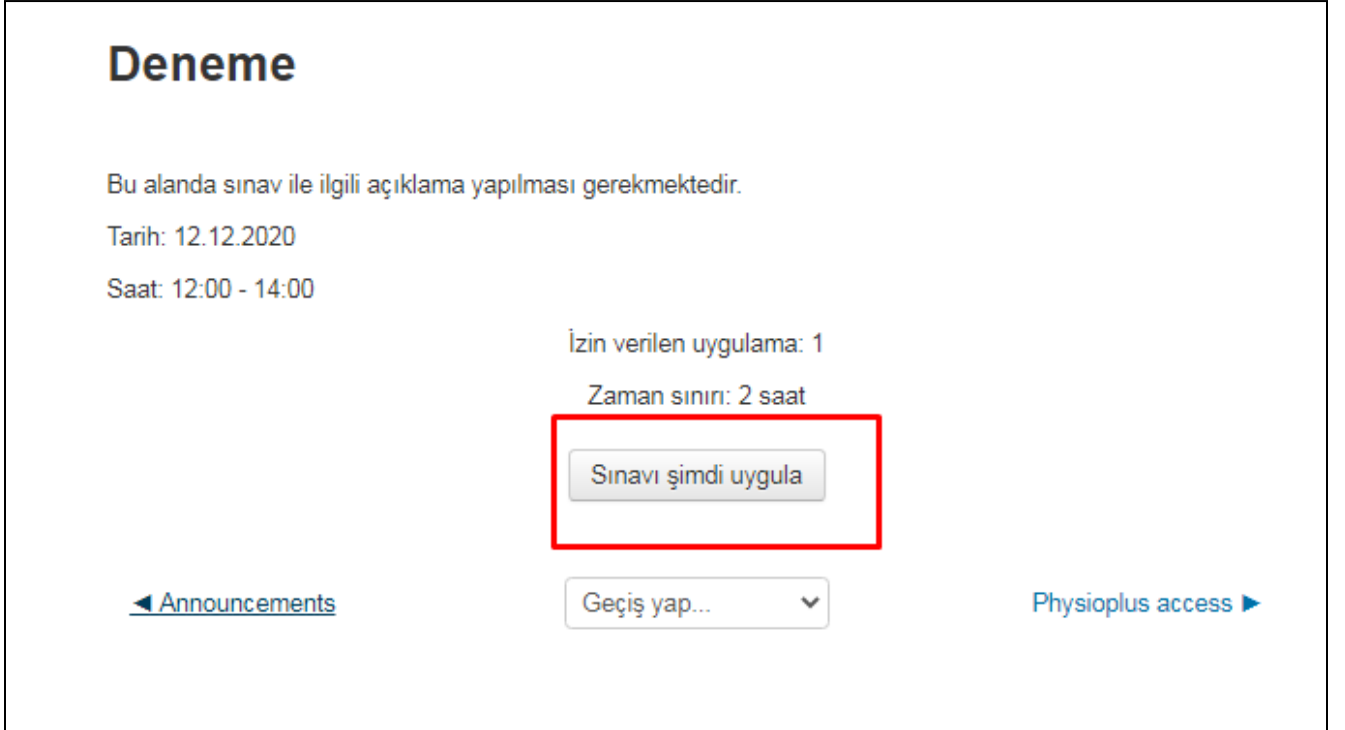 Deneme
Bu alanda sınav ile ilgili açıklama yapılması gerekmektedir.
Tarih: 12.12.2020
Saat: 12:00 - 14:00
İzin verilen uygulama: 1
Zaman sınırı: 2 saat
Sınavı şimdi uygula
◄ Announcements
Geçiş yap...
Physioplus access ►